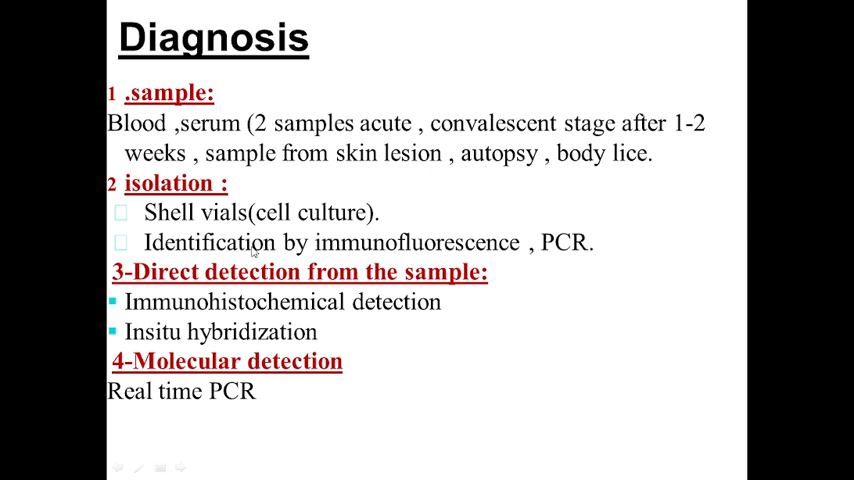 Diagnosis
1 .sample:
Blood ,serum (2 samples acute , convalescent stage after 1-2
weeks , sample from skin lesion , autopsy , body lice.
2 isolation :
Shell vials(cell culture).
Identification by immunofluorescence , PCR.
3-Direct detection from the sample:
Immunohistochemical detection
Insitu hybridization
4-Molecular detection
Real time PCR